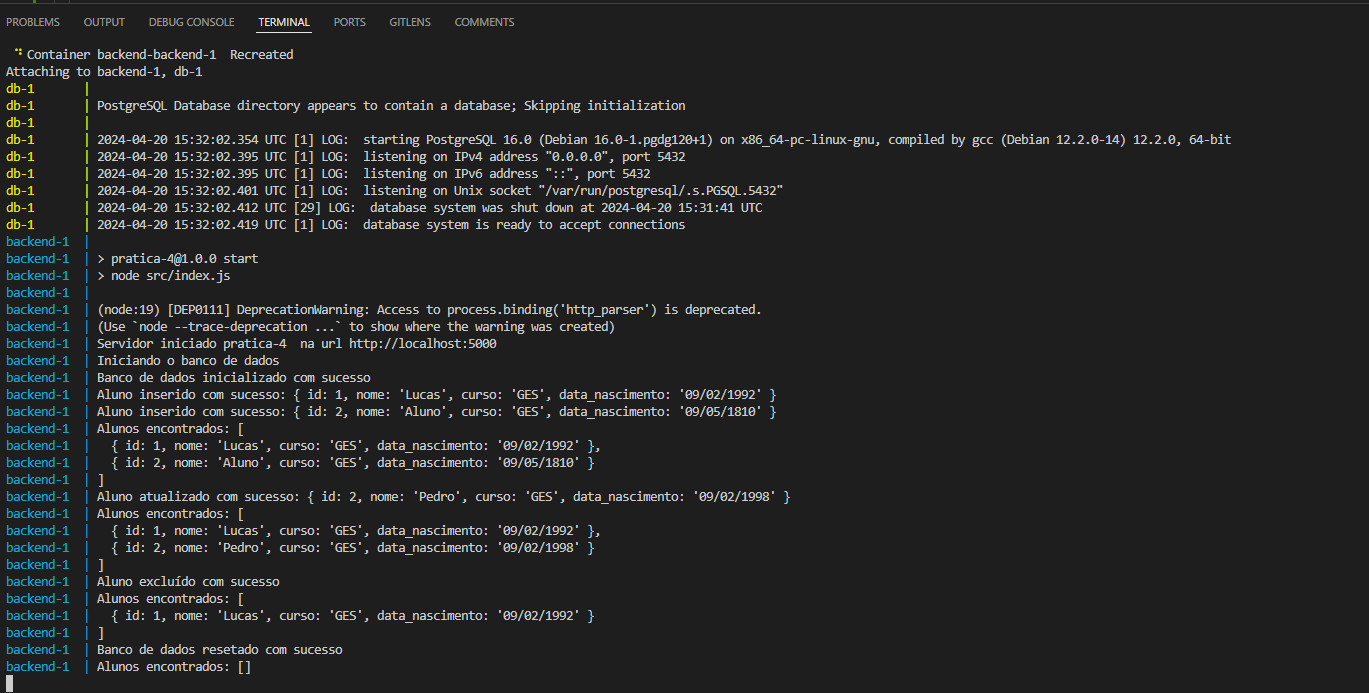 PROBLEMS OUTPUT DEBUG CONSOLE TERMINAL PORTS GITLENS COMMENTS
Container backend-backend-1  Recreated
Attaching to backend-1, db-1
db-1       |
db-1       | PostgreSQL Database directory appears to contain a database; Skipping initialization
db-1       |
db-1       | 2024-04-20 15:32:02.354 UTC [1] LOG:  starting PostgreSQL 16.0 (Debian 16.0-1.pgdg120+1) on x86_64-pc-linux-gnu, compiled by gcc (Debian 12.2.0-14) 12.2.0, 64-bit
db-1       | 2024-04-20 15:32:02.395 UTC [1] LOG:  listening on IPv4 address "0.0.0.0", port 5432
db-1       | 2024-04-20 15:32:02.395 UTC [1] LOG:  listening on IPv6 address "::", port 5432
db-1       | 2024-04-20 15:32:02.401 UTC [1] LOG:  listening on Unix socket "/var/run/postgresql/.s.PGSQL.5432"
db-1       | 2024-04-20 15:32:02.412 UTC [29] LOG:  database system was shut down at 2024-04-20 15:31:41 UTC
db-1       | 2024-04-20 15:32:02.419 UTC [1] LOG:  database system is ready to accept connections
backend-1  |
backend-1  | > pratica-4@1.0.0 start
backend-1  | > node src/index.js
backend-1  |
backend-1  | (node:19) [DEP0111] DeprecationWarning: Access to process.binding('http_parser') is deprecated.
backend-1  | (Use `node --trace-deprecation ...` to show where the warning was created)
backend-1  | Servidor iniciado pratica-4  na url http://localhost:5000
backend-1  | Iniciando o banco de dados
backend-1  | Banco de dados inicializado com sucesso
backend-1  | Aluno inserido com sucesso: { id: 1, nome: 'Lucas', curso: 'GES', data_nascimento: '09/02/1992' }
backend-1  | Aluno inserido com sucesso: { id: 2, nome: 'Aluno', curso: 'GES', data_nascimento: '09/05/1810' }
backend-1  | Alunos encontrados: [
backend-1  |   { id: 1, nome: 'Lucas', curso: 'GES', data_nascimento: '09/02/1992' },
backend-1  |   { id: 2, nome: 'Aluno', curso: 'GES', data_nascimento: '09/05/1810' }
backend-1  | ]
backend-1  | Aluno atualizado com sucesso: { id: 2, nome: 'Pedro', curso: 'GES', data_nascimento: '09/02/1998' }
backend-1  | Alunos encontrados: [
backend-1  |   { id: 1, nome: 'Lucas', curso: 'GES', data_nascimento: '09/02/1992' },
backend-1  |   { id: 2, nome: 'Pedro', curso: 'GES', data_nascimento: '09/02/1998' }
backend-1  | ]
backend-1  | Aluno excluído com sucesso
backend-1  | Alunos encontrados: [
backend-1  |   { id: 1, nome: 'Lucas', curso: 'GES', data_nascimento: '09/02/1992' }
backend-1  | ]
backend-1  | Banco de dados resetado com sucesso
backend-1  | Alunos encontrados: []